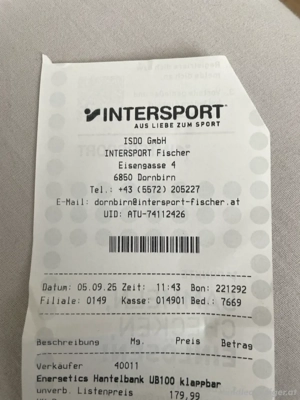 INTERSPORT
AUS LIEBE ZUM SPORT
ISDO GmbH
INTERSPORT Fischer
Eisengasse 4
6850 Dornbirn
Tel.: +43 (5572) 205227
E-Mail: dornbirn@intersport-fischer.at
UID: ATU-74112426
Datum: 05.09.25 Zeit: 11:43 Bon: 221292
Filiale: 0149 Kasse: 014901 Bed.: 7669
Beschreibung Mg. Preis Betrag
Verkäufer 40011
Energetics Hantelbank UB100 klappbar
unverb. Listenpreis 179,99